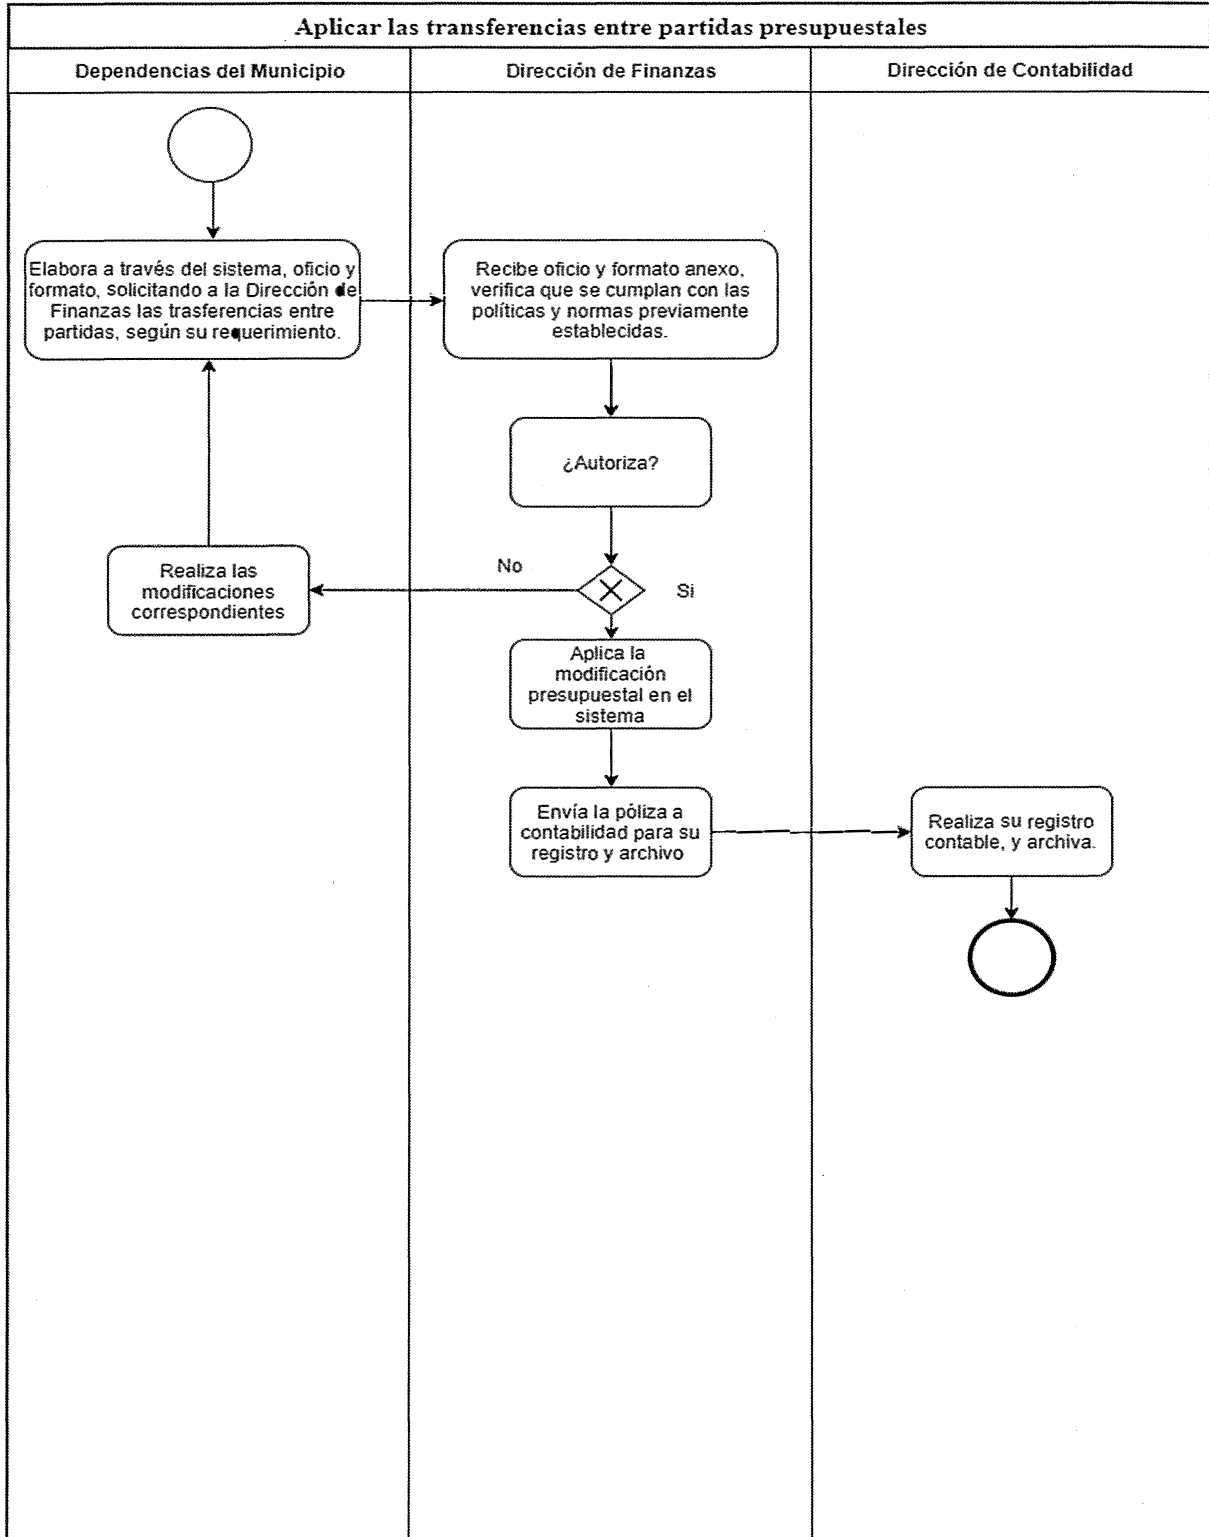 Aplicar las transferencias entre partidas presupuestales
Dependencias del Municipio
Dirección de Finanzas
Dirección de Contabilidad
Elabora a través del sistema, oficio y
formato, solicitando a la Dirección de
Finanzas las trasferencias entre
partidas, según su requerimiento.
Recibe oficio y formato anexo,
verifica que se cumplan con las
políticas y normas previamente
establecidas.
¿Autoriza?
No
Si
Realiza las
modificaciones
correspondientes
Aplica la
modificación
presupuestal en el
sistema
Envía la póliza a
contabilidad para su
registro y archivo
Realiza su registro
contable, y archiva.